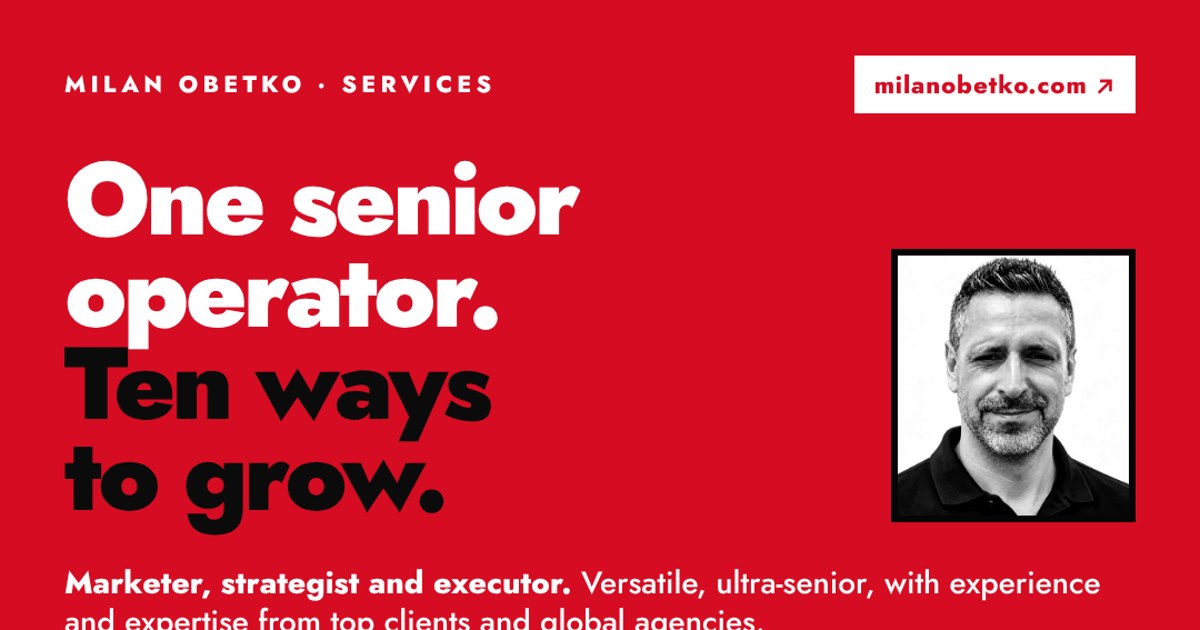 MILAN OBETKO · SERVICES
milanobetko.com ↗
One senior
operator.
Ten ways
to grow.
Marketer, strategist and executor. Versatile, ultra-senior, with experience
and expertise from top clients and global agencies.